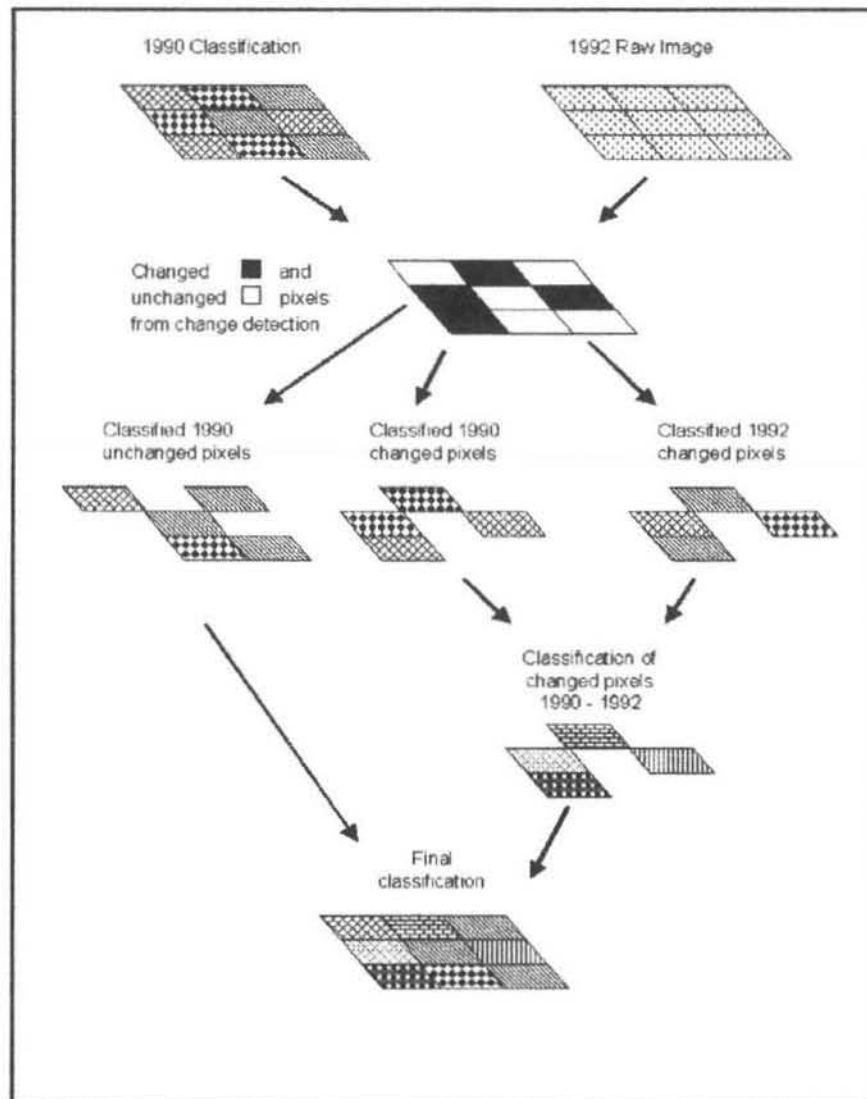 1990 Classification
1992 Raw Image
Changed and
unchanged pixels
from change detection
Classified 1990
unchanged pixels
Classified 1990
changed pixels
Classified 1992
changed pixels
Classification of
changed pixels
1990 - 1992
Final
classification